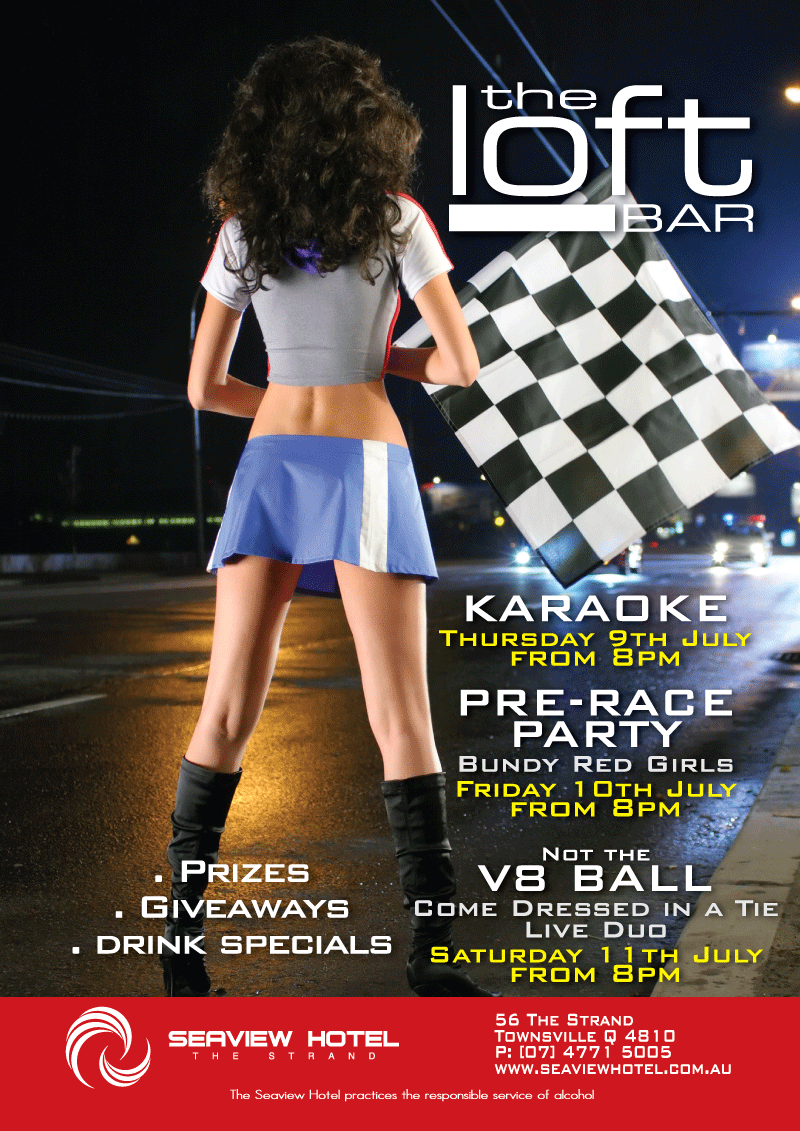 the
loft
BAR
KARAOKE
Thursday 9th July
from 8pm
PRE-RACE
PARTY
Bundy Red Girls
Friday 10th July
from 8pm
Not the
V8 BALL
Come Dressed in a Tie
Live Duo
Saturday 11th July
from 8pm
. Prizes
. Giveaways
. drink specials
SEAVIEW HOTEL
THE STRAND
56 The Strand
Townsville Q 4810
P: [07] 4771 5005
www.seaviewhotel.com.au
The Seaview Hotel practices the responsible service of alcohol